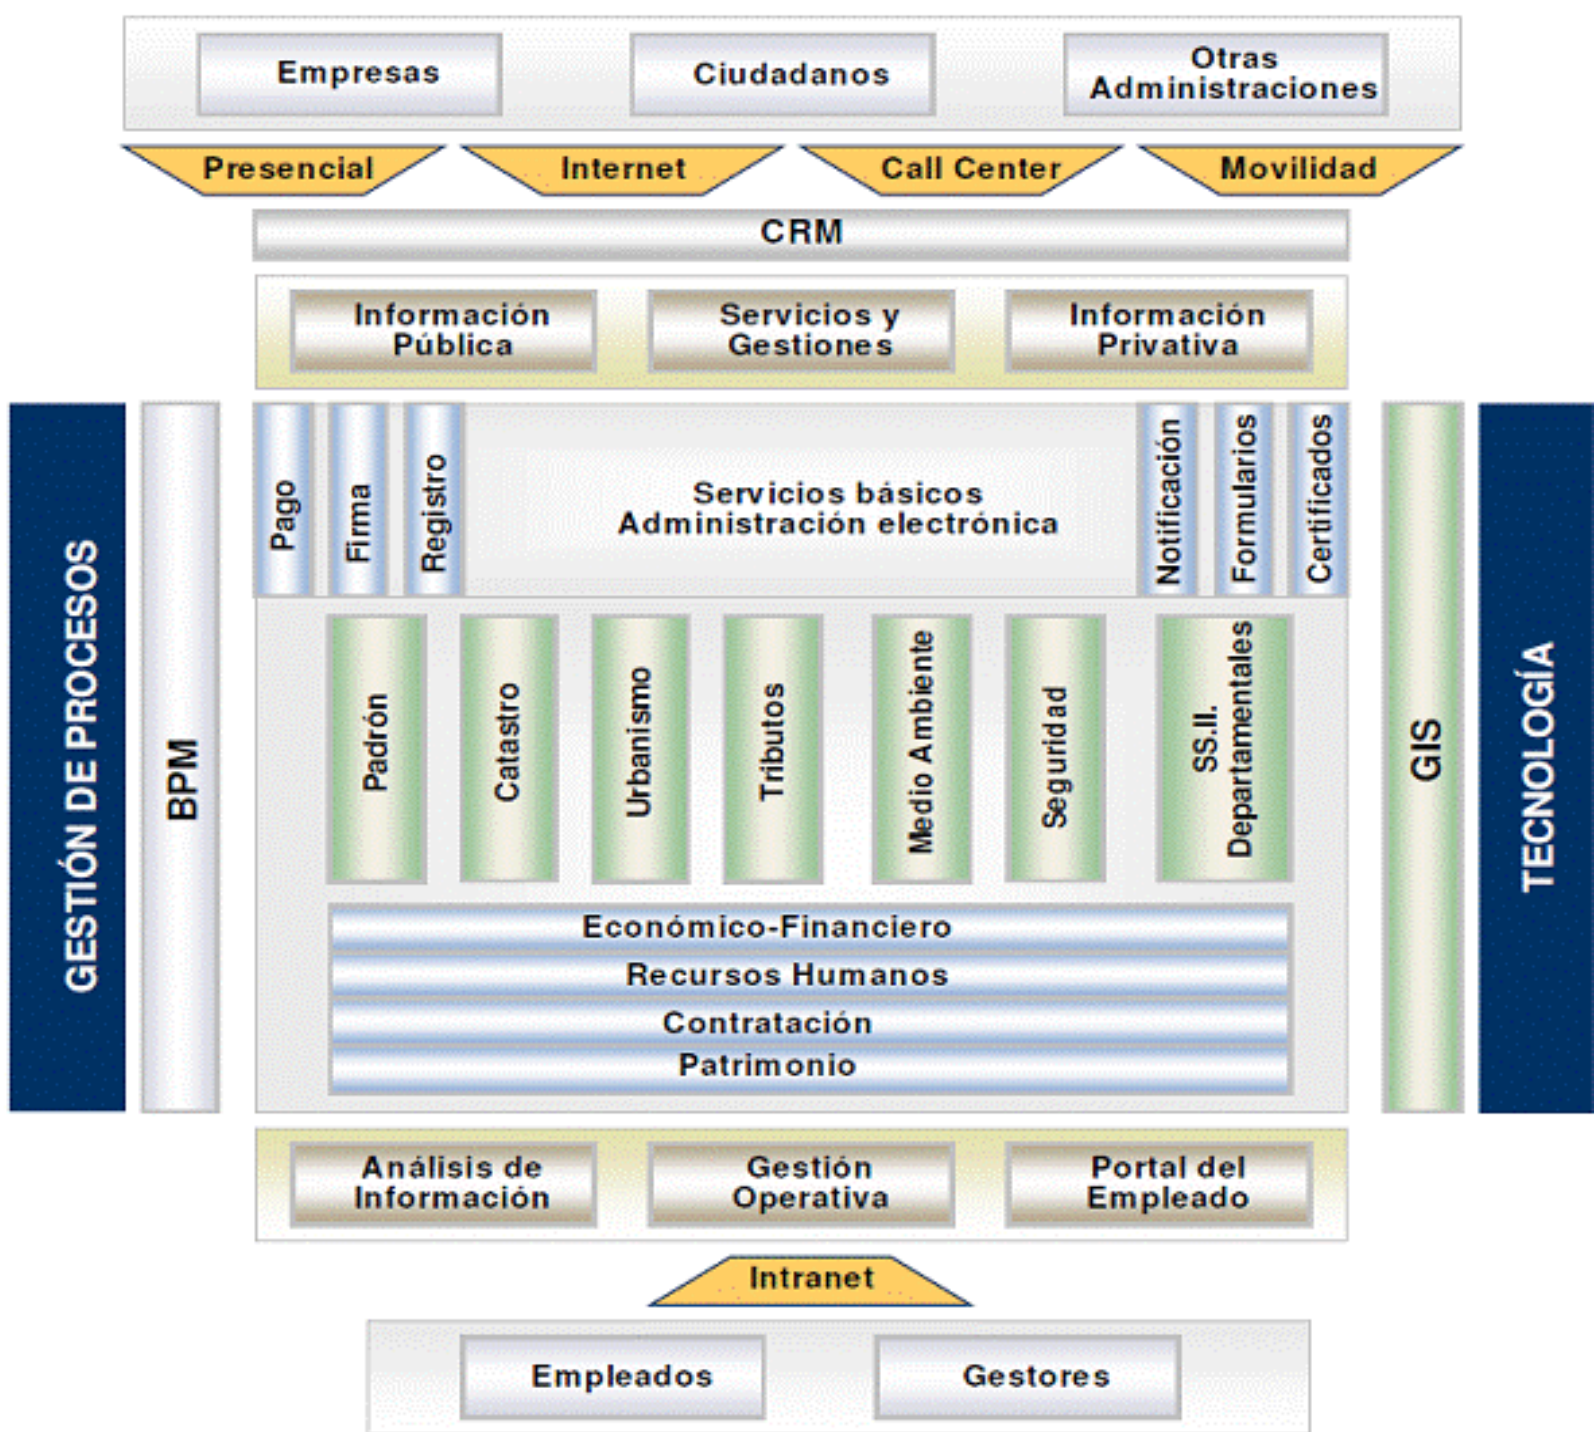 Empresas
Ciudadanos
Otras
Administraciones
Presencial
Internet
Call Center
Movilidad
CRM
Información
Pública
Servicios y
Gestiones
Información
Privativa
GESTIÓN DE PROCESOS
BPM
Pago
Firma
Registro
Servicios básicos
Administración electrónica
Notificación
Formularios
Certificados
Padrón
Catastro
Urbanismo
Tributos
Medio Ambiente
Seguridad
SS.II.
Departamentales
GIS
TECNOLOGÍA
Económico-Financiero
Recursos Humanos
Contratación
Patrimonio
Análisis de
Información
Gestión
Operativa
Portal del
Empleado
Intranet
Empleados
Gestores